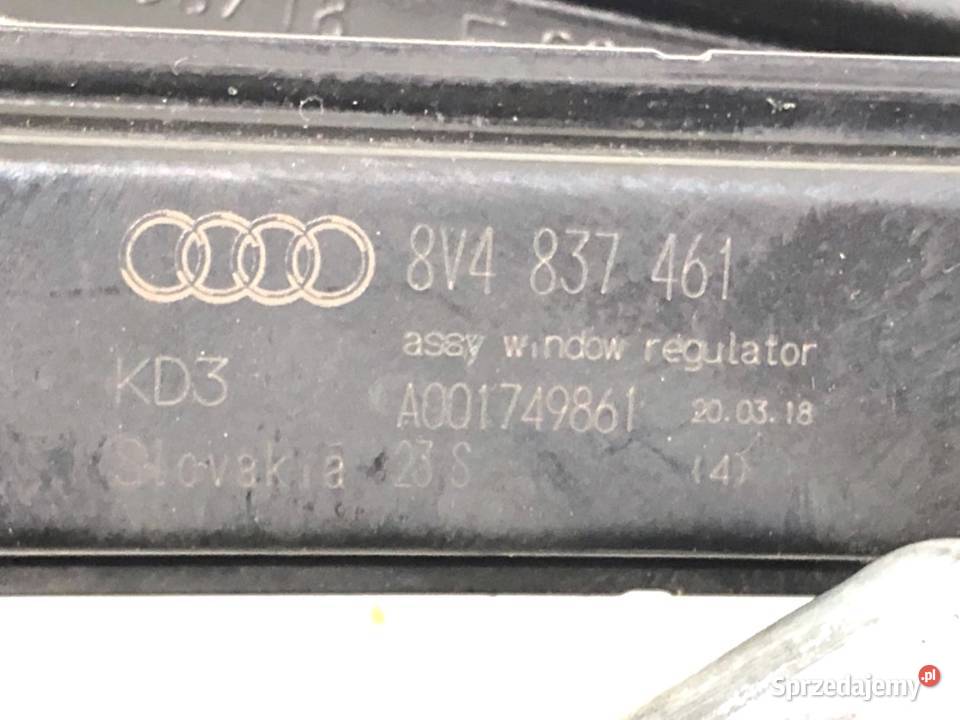 8V4 837 461
assy window regulator
KD3
A001749861 20.03.18
Slovakia 23 S (4)
Sprzedajemy.pl